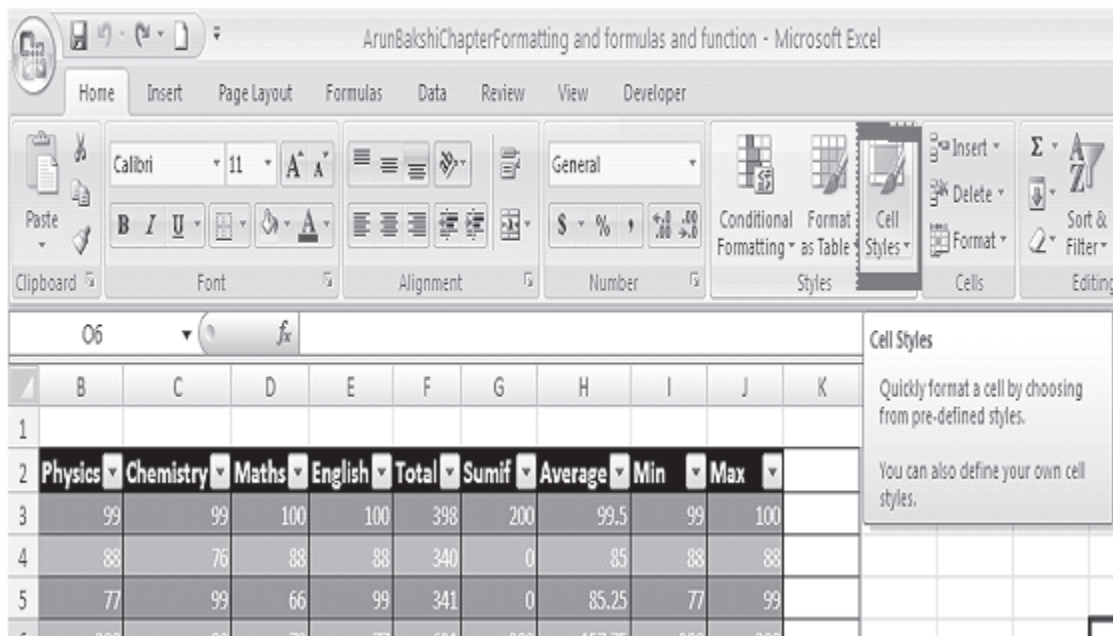 ArunBakshiChapterFormatting and formulas and function - Microsoft Excel
Home Insert Page Layout Formulas Data Review View Developer
Paste
Clipboard
Calibri 11 A A
B I U A
Font
Alignment
General
$ % , .0 .00 .00 .0
Number
Conditional Formatting
Format as Table
Cell Styles
Styles
Insert
Delete
Format
Cells
Σ
A Z
Sort &
Filter
Editing
O6 fx
Cell Styles
Quickly format a cell by choosing
from pre-defined styles.
You can also define your own cell
styles.
B C D E F G H I J K
1
2 Physics Chemistry Maths English Total Sumif Average Min Max
3 99 99 100 100 398 200 99.5 99 100
4 88 76 88 88 340 0 85 88 88
5 77 99 66 99 341 0 85.25 77 99